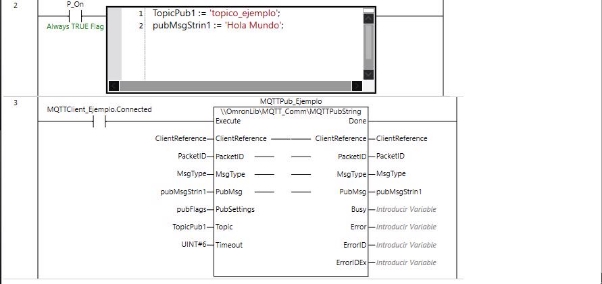 2
P_On
Always TRUE Flag
1 TopicPub1 := 'topico_ejemplo';
2 pubMsgStrin1 := 'Hola Mundo';
3
MQTTClient_Ejemplo.Connected
MQTTPub_Ejemplo
\\OmronLib\MQTT_Comm\MQTTPubString
Execute Done
ClientReference ClientReference ClientReference ClientReference
PacketID PacketID PacketID PacketID
MsgType MsgType MsgType MsgType
pubMsgStrin1 PubMsg PubMsg pubMsgStrin1
pubFlags PubSettings Busy Introducir Variable
TopicPub1 Topic Error Introducir Variable
UINT#6 Timeout ErrorID Introducir Variable
ErrorIDEx Introducir Variable